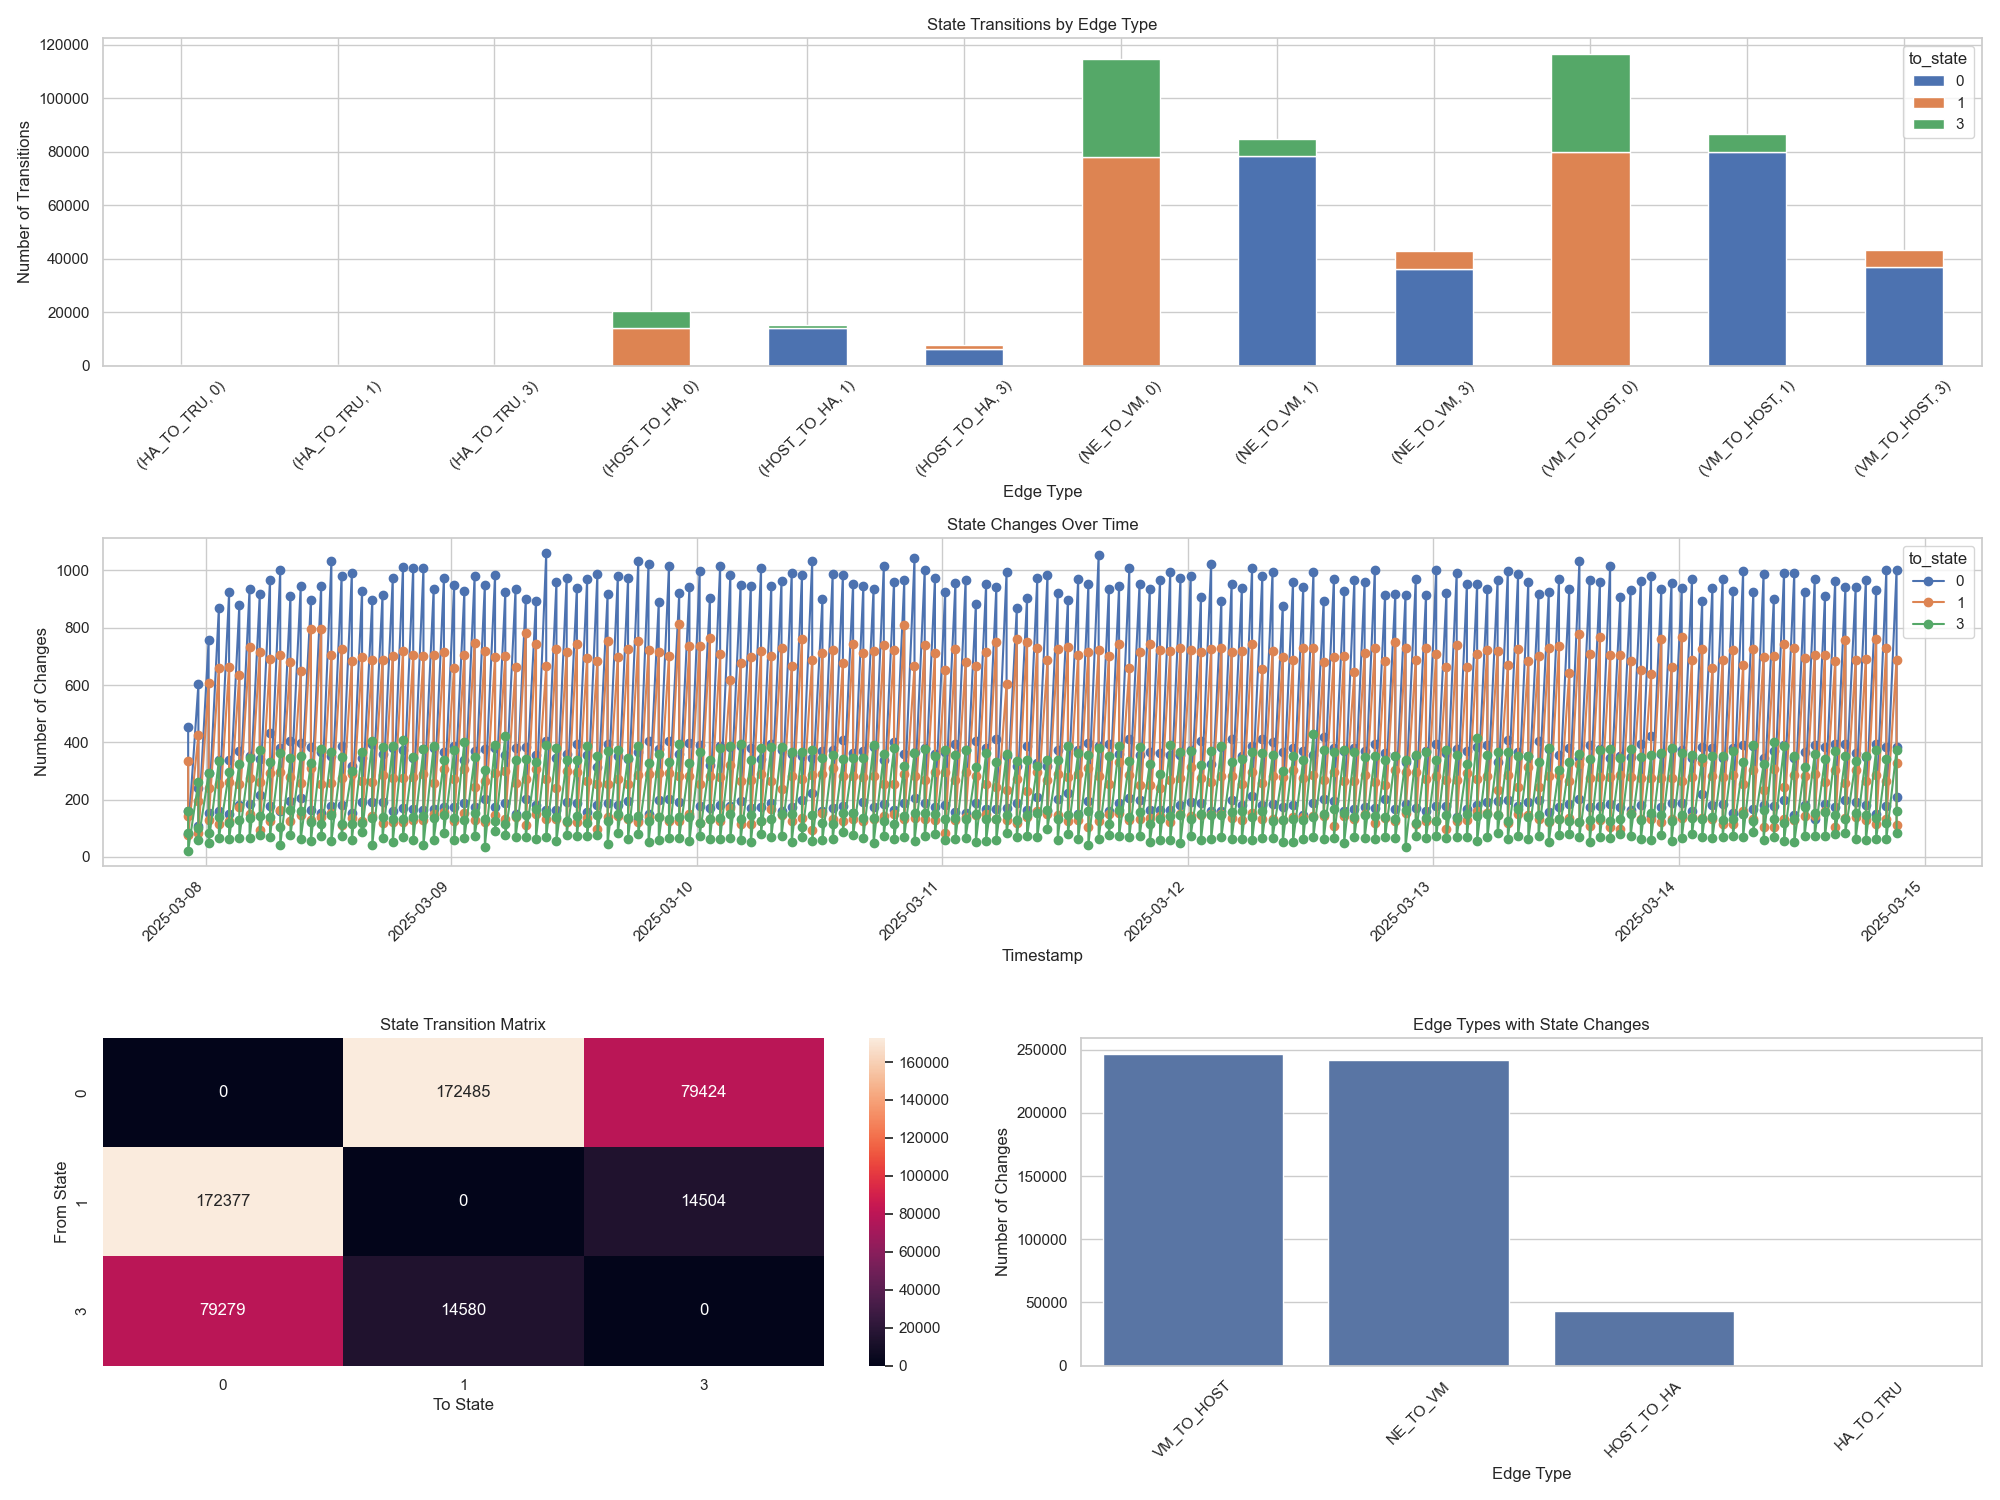 State Transitions by Edge Type
Number of Transitions
120000
100000
80000
60000
40000
20000
0
to_state
0
1
3
(HA_TO_TRU, 0)
(HA_TO_TRU, 1)
(HA_TO_TRU, 3)
(HOST_TO_HA, 0)
(HOST_TO_HA, 1)
(HOST_TO_HA, 3)
(NE_TO_VM, 0)
(NE_TO_VM, 1)
(NE_TO_VM, 3)
(VM_TO_HOST, 0)
(VM_TO_HOST, 1)
(VM_TO_HOST, 3)
Edge Type
State Changes Over Time
Number of Changes
1000
800
600
400
200
0
to_state
0
1
3
2025-03-08
2025-03-09
2025-03-10
2025-03-11
2025-03-12
2025-03-13
2025-03-14
2025-03-15
Timestamp
State Transition Matrix
From State
0
1
3
0 172485 79424
172377 0 14504
79279 14580 0
0 1 3
To State
160000
140000
120000
100000
80000
60000
40000
20000
0
Edge Types with State Changes
Number of Changes
250000
200000
150000
100000
50000
0
VM_TO_HOST
NE_TO_VM
HOST_TO_HA
HA_TO_TRU
Edge Type